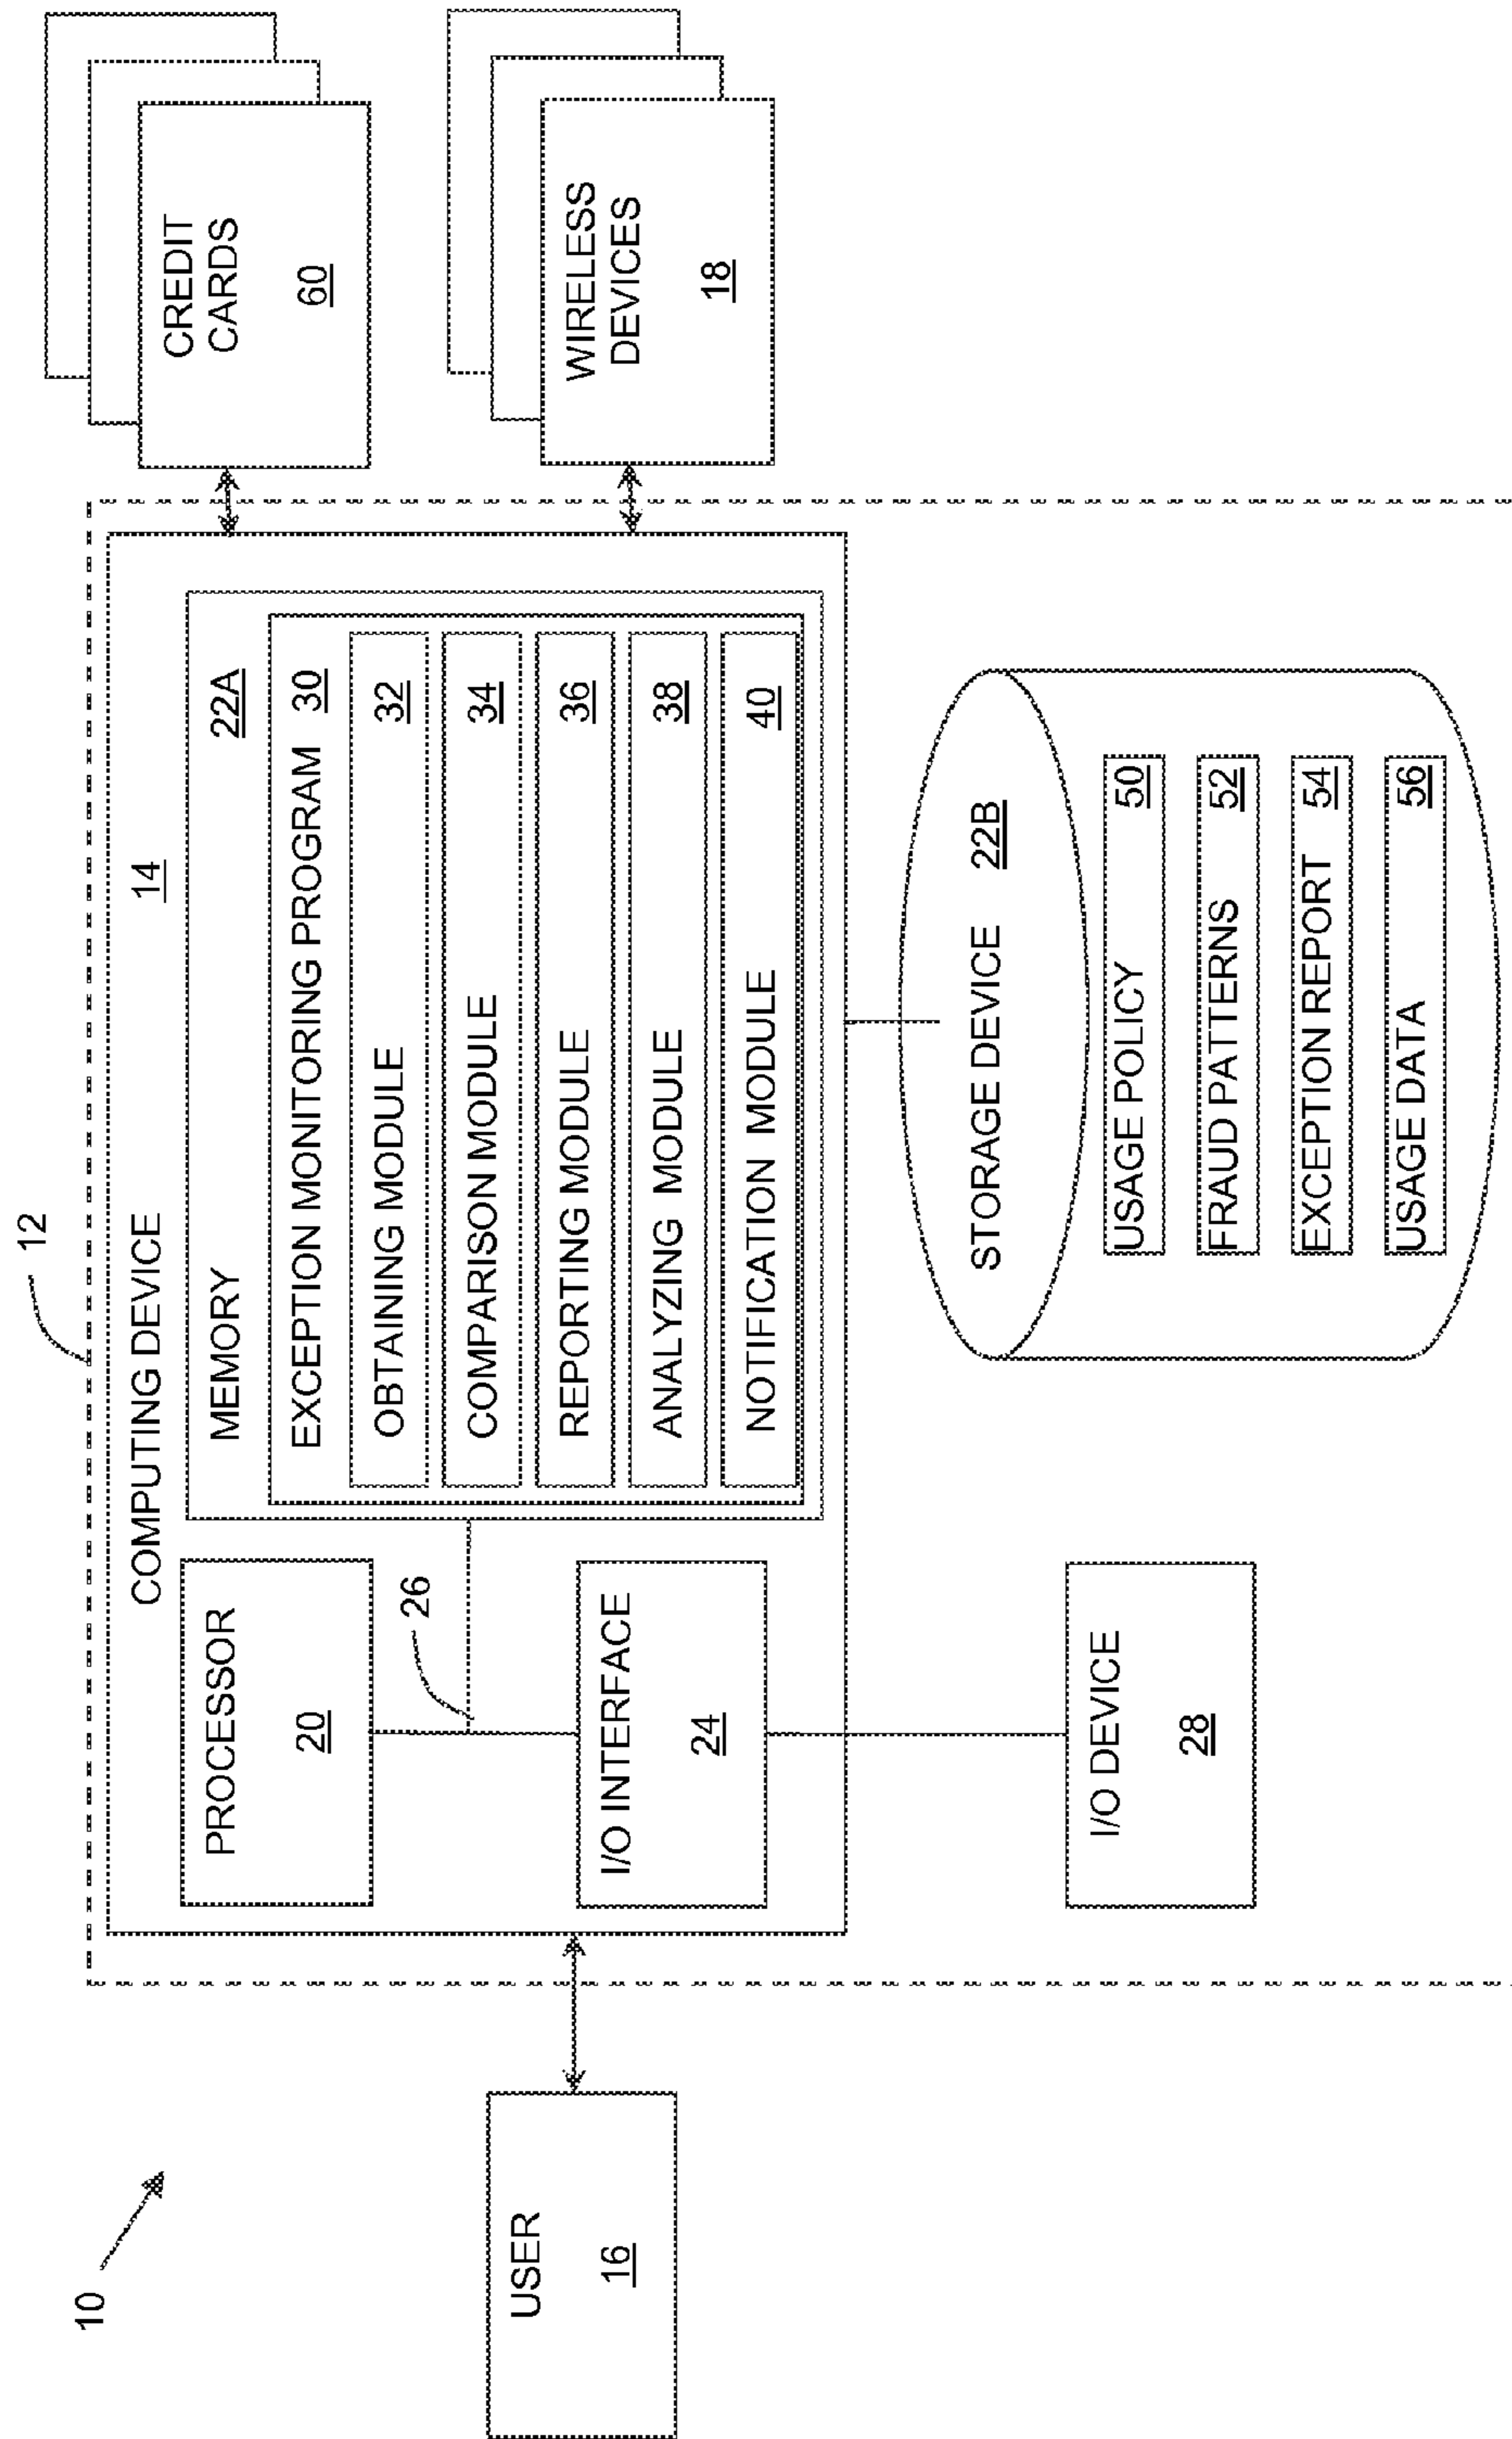 10
12
COMPUTING DEVICE 14
PROCESSOR
20
26
I/O INTERFACE
24
MEMORY 22A
EXCEPTION MONITORING PROGRAM 30
OBTAINING MODULE 32
COMPARISON MODULE 34
REPORTING MODULE 36
ANALYZING MODULE 38
NOTIFICATION MODULE 40
USER
16
CREDIT
CARDS
60
WIRELESS
DEVICES
18
I/O DEVICE
28
STORAGE DEVICE 22B
USAGE POLICY 50
FRAUD PATTERNS 52
EXCEPTION REPORT 54
USAGE DATA 56